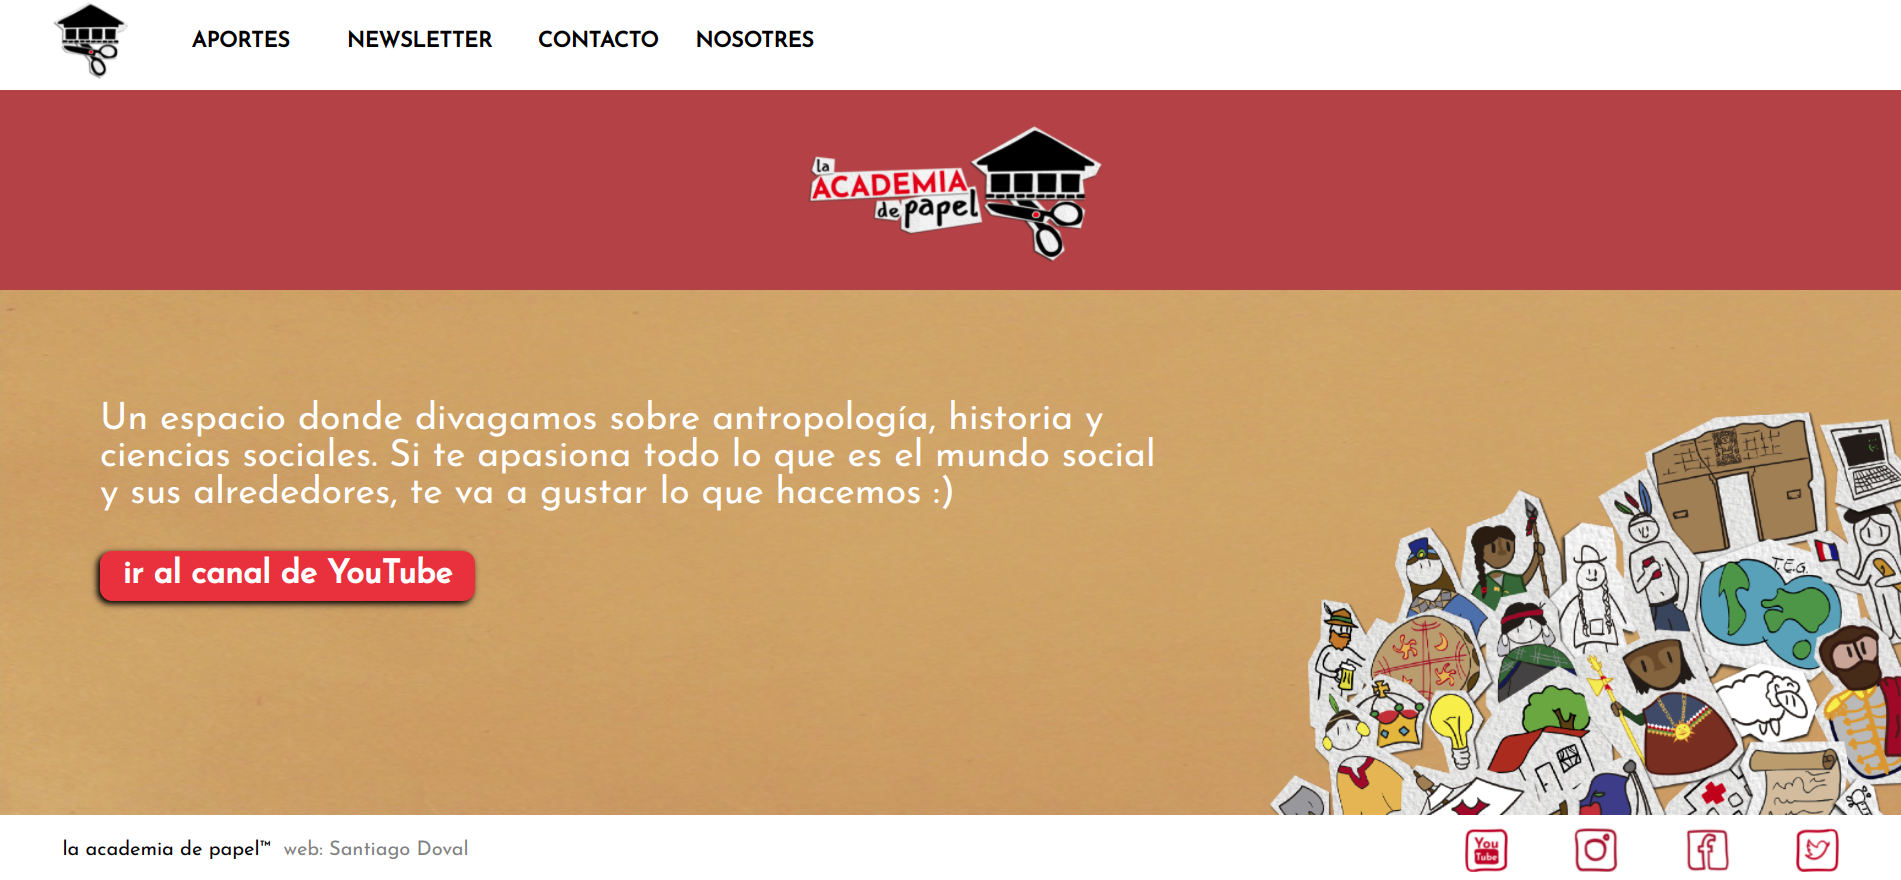 APORTES NEWSLETTER CONTACTO NOSOTRES
la
ACADEMIA
de papel
Un espacio donde divagamos sobre antropología, historia y
ciencias sociales. Si te apasiona todo lo que es el mundo social
y sus alrededores, te va a gustar lo que hacemos :)
ir al canal de YouTube
T.E.G.
la academia de papel™ web: Santiago Doval
You
Tube